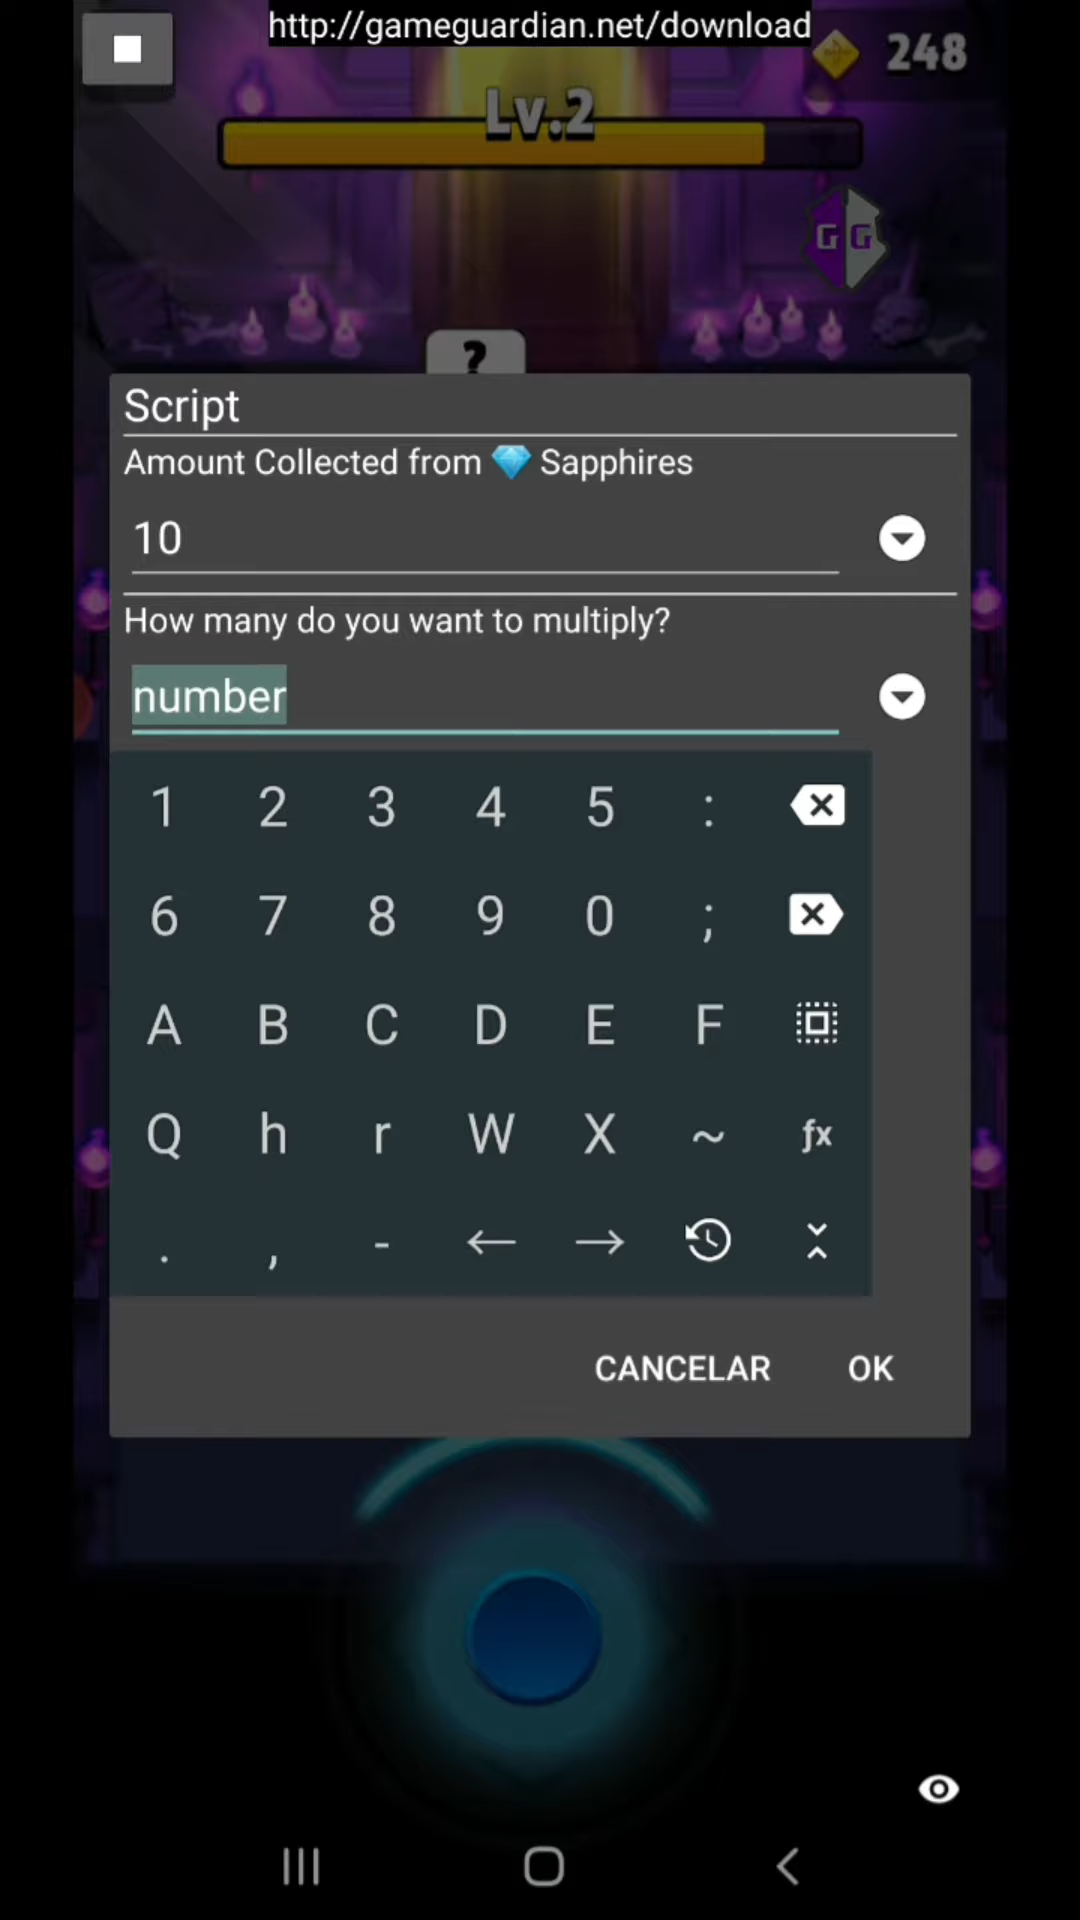 http://gameguardian.net/download
248
Lv.2
G G
?
Script
Amount Collected from 💎 Sapphires
10
How many do you want to multiply?
number
1 2 3 4 5 :
6 7 8 9 0 ;
A B C D E F
Q h r W X ~ fx
. , - ← →
CANCELAR OK